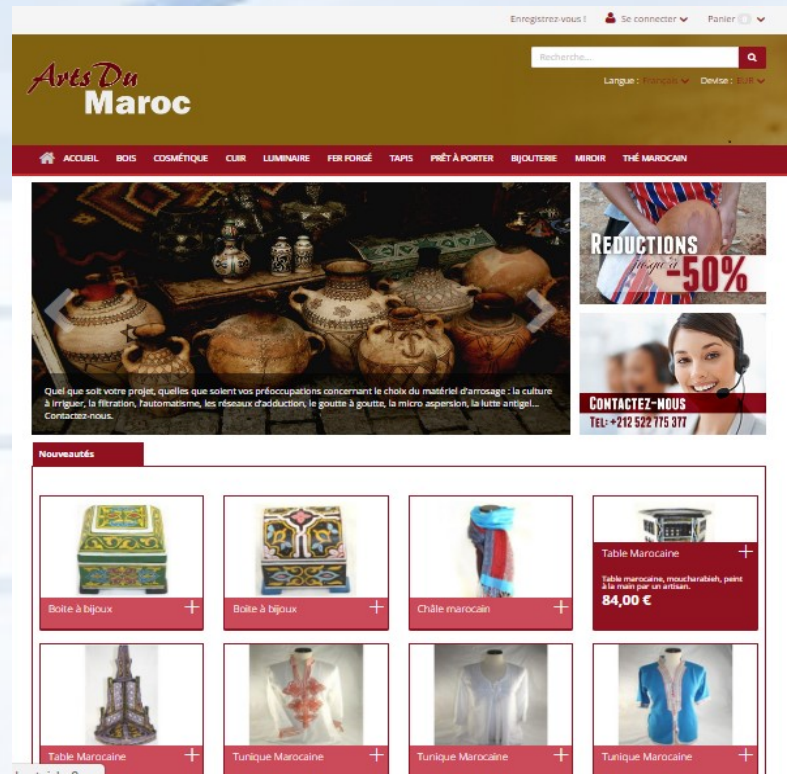 Enregistrez-vous !
Se connecter
Panier
Arts Du
Maroc
Recherche...
Langue : Français
Devise : EUR
ACCUEIL BOIS COSMÉTIQUE CUIR LUMINAIRE FER FORGÉ TAPIS PRÊT À PORTER BIJOUTERIE MIROIR THÉ MAROCAIN
Quel que soit votre projet, quelles que soient vos préoccupations concernant le choix du matériel d'arrosage : la culture
à irriguer, la filtration, l'automatisme, les réseaux d'adduction, le goutte à goutte, la micro aspersion, la lutte antigel...
Contactez-nous.
REDUCTIONS
jusqu'à
-50%
CONTACTEZ-NOUS
TEL: +212 522 775 377
Nouveautés
Boite à bijoux
Boite à bijoux
Châle marocain
Table Marocaine
Table marocaine, moucharabieh, peint
à la main par un artisan.
84,00 €
Table Marocaine
Tunique Marocaine
Tunique Marocaine
Tunique Marocaine